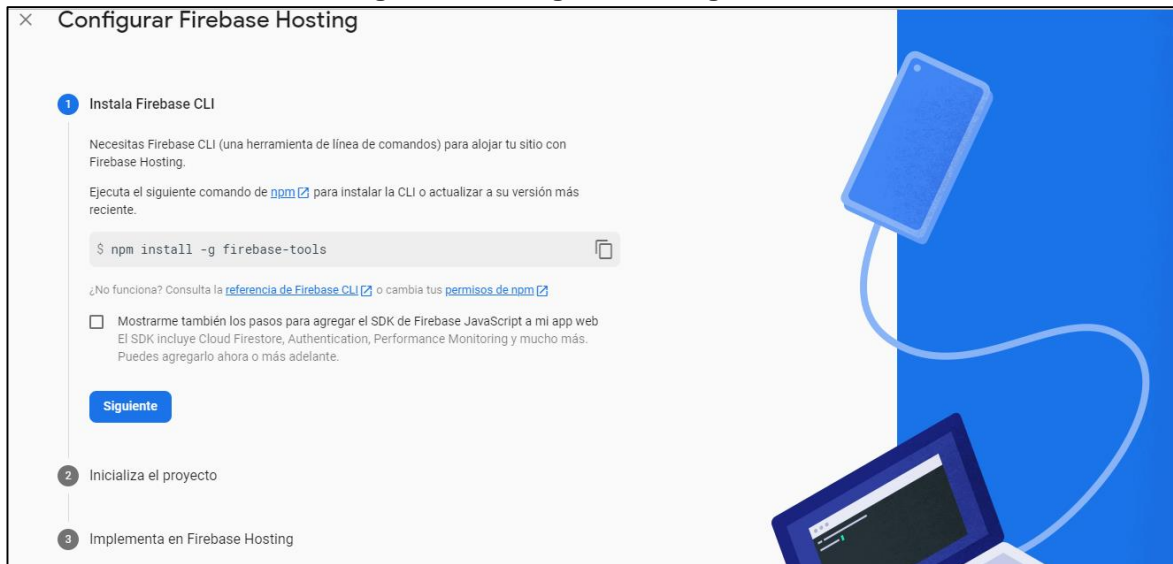 Configurar Firebase Hosting
1 Instala Firebase CLI
Necesitas Firebase CLI (una herramienta de línea de comandos) para alojar tu sitio con
Firebase Hosting.
Ejecuta el siguiente comando de npm para instalar la CLI o actualizar a su versión más
reciente.
$ npm install -g firebase-tools
¿No funciona? Consulta la referencia de Firebase CLI o cambia tus permisos de npm
Mostrarme también los pasos para agregar el SDK de Firebase JavaScript a mi app web
El SDK incluye Cloud Firestore, Authentication, Performance Monitoring y mucho más.
Puedes agregarlo ahora o más adelante.
Siguiente
2 Inicializa el proyecto
3 Implementa en Firebase Hosting